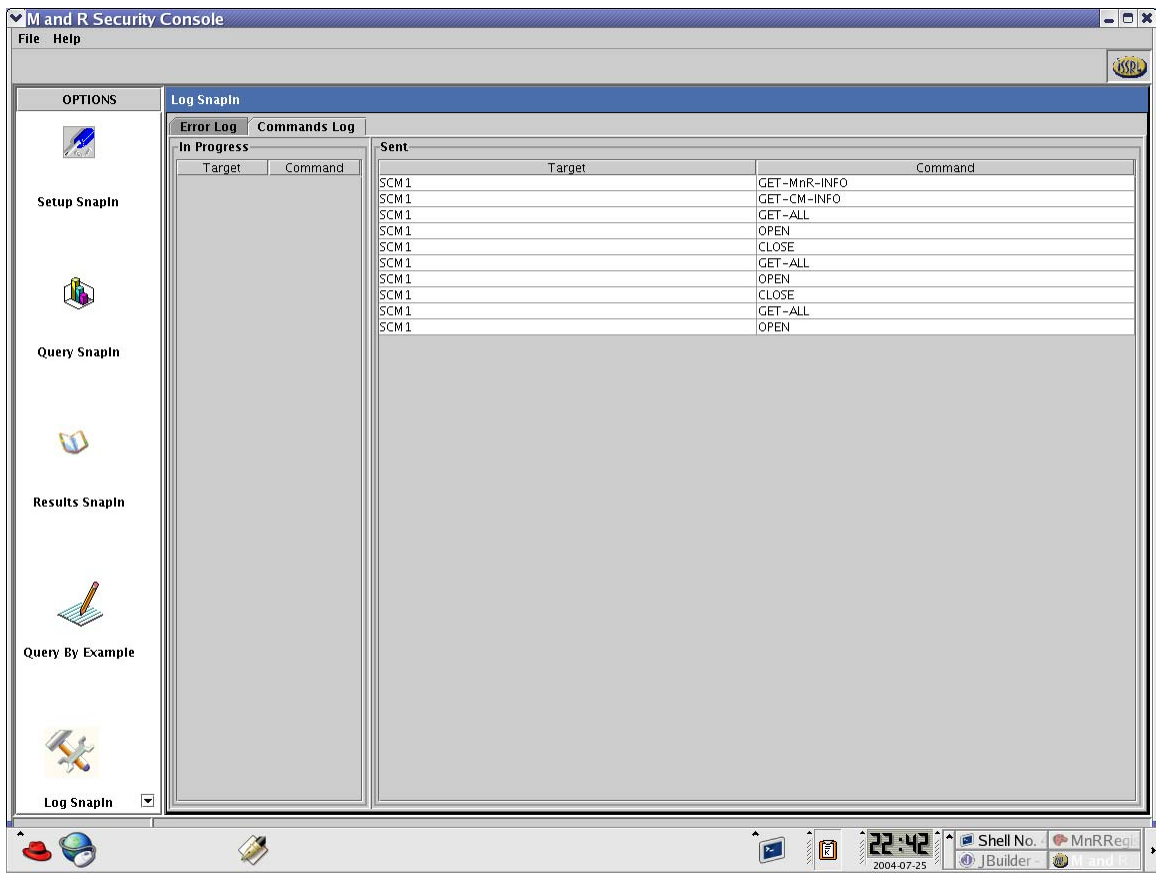 M and R Security Console
File Help
ISSRL
OPTIONS
Setup SnapIn
Query SnapIn
Results SnapIn
Query By Example
Log SnapIn
Log SnapIn
Error Log Commands Log
In Progress
Target Command
Sent
Target Command
SCM1 GET-MnR-INFO
SCM1 GET-CM-INFO
SCM1 GET-ALL
SCM1 OPEN
SCM1 CLOSE
SCM1 GET-ALL
SCM1 OPEN
SCM1 CLOSE
SCM1 GET-ALL
SCM1 OPEN
22:42
2004-07-25
Shell No. MnRRegi
JBuilder - M and R